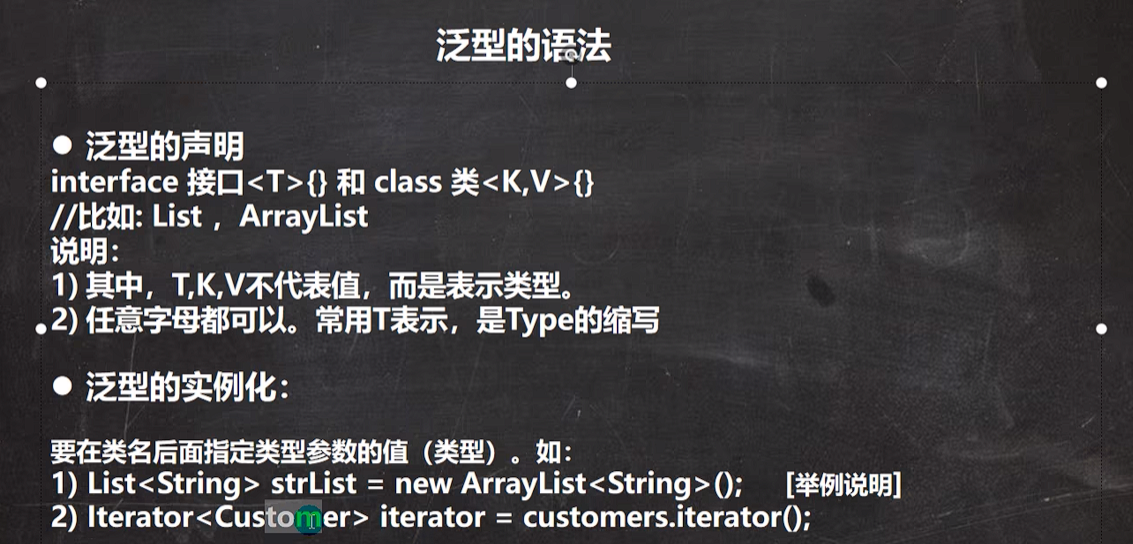 泛型的语法
● 泛型的声明
interface 接口<T>{} 和 class 类<K,V>{}
//比如: List ，ArrayList
说明：
1) 其中，T,K,V不代表值，而是表示类型。
2) 任意字母都可以。常用T表示，是Type的缩写
● 泛型的实例化：
要在类名后面指定类型参数的值（类型）。如：
1) List<String> strList = new ArrayList<String>(); [举例说明]
2) Iterator<Customer> iterator = customers.iterator();